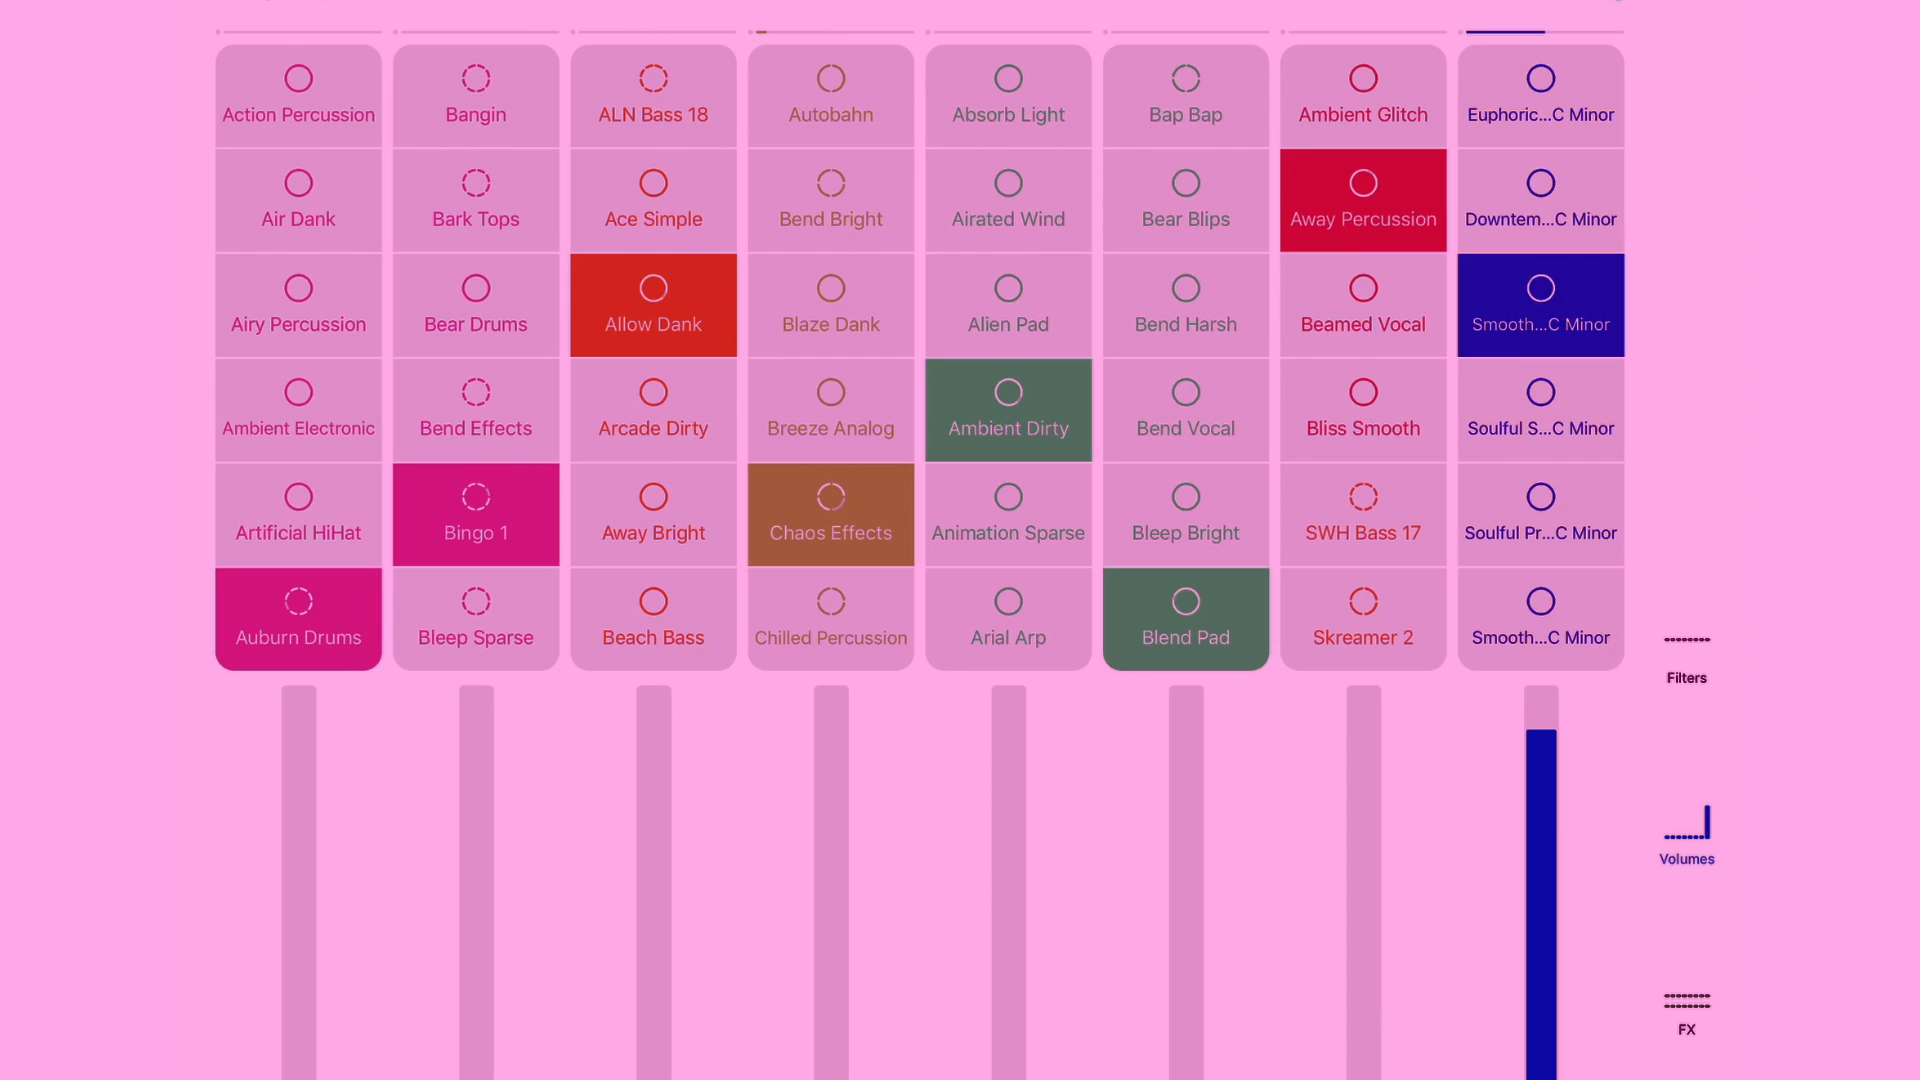 Action Percussion
Bangin
ALN Bass 18
Autobahn
Absorb Light
Bap Bap
Ambient Glitch
Euphoric...C Minor
Air Dank
Bark Tops
Ace Simple
Bend Bright
Airated Wind
Bear Blips
Away Percussion
Downtem...C Minor
Airy Percussion
Bear Drums
Allow Dank
Blaze Dank
Alien Pad
Bend Harsh
Beamed Vocal
Smooth...C Minor
Ambient Electronic
Bend Effects
Arcade Dirty
Breeze Analog
Ambient Dirty
Bend Vocal
Bliss Smooth
Soulful S...C Minor
Artificial HiHat
Bingo 1
Away Bright
Chaos Effects
Animation Sparse
Bleep Bright
SWH Bass 17
Soulful Pr...C Minor
Auburn Drums
Bleep Sparse
Beach Bass
Chilled Percussion
Arial Arp
Blend Pad
Skreamer 2
Smooth...C Minor
Filters
Volumes
FX